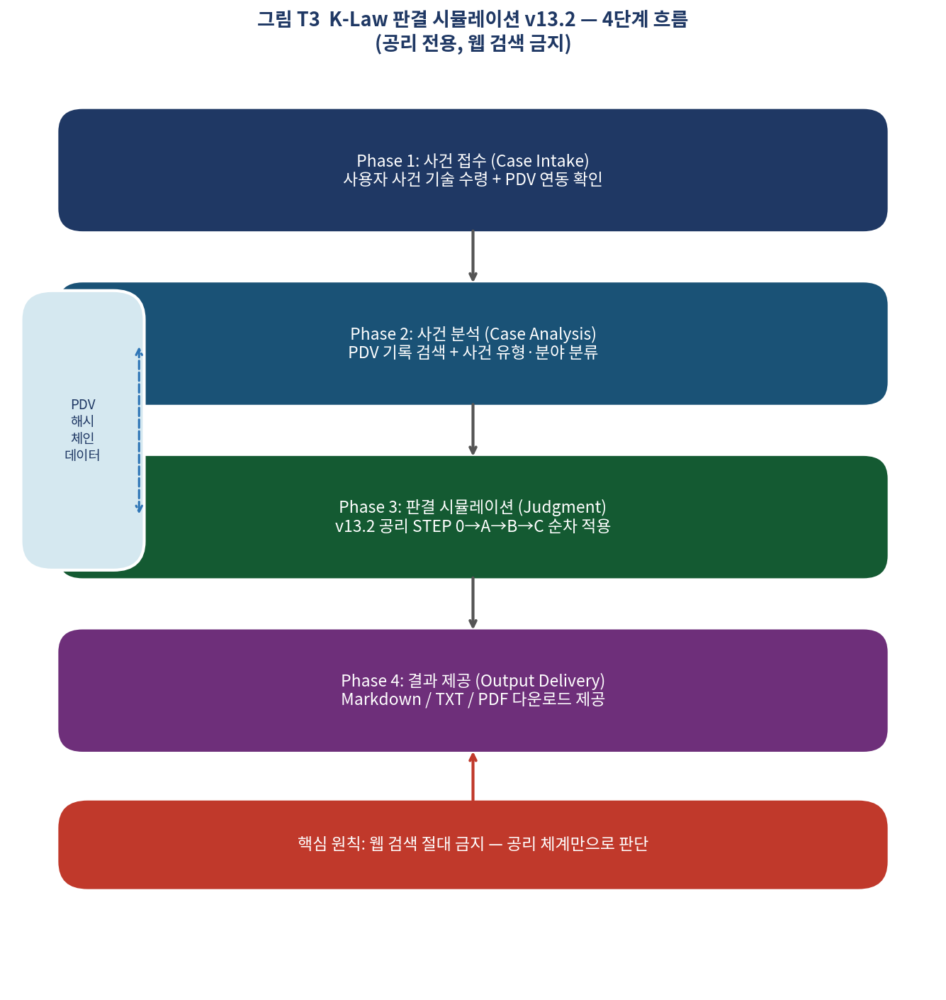 그림 T3 K-Law 판결 시뮬레이션 v13.2 — 4단계 흐름
(공리 전용, 웹 검색 금지)
Phase 1: 사건 접수 (Case Intake)
사용자 사건 기술 수령 + PDV 연동 확인
Phase 2: 사건 분석 (Case Analysis)
PDV 기록 검색 + 사건 유형·분야 분류
PDV
해시
체인
데이터
Phase 3: 판결 시뮬레이션 (Judgment)
v13.2 공리 STEP 0→A→B→C 순차 적용
Phase 4: 결과 제공 (Output Delivery)
Markdown / TXT / PDF 다운로드 제공
핵심 원칙: 웹 검색 절대 금지 — 공리 체계만으로 판단